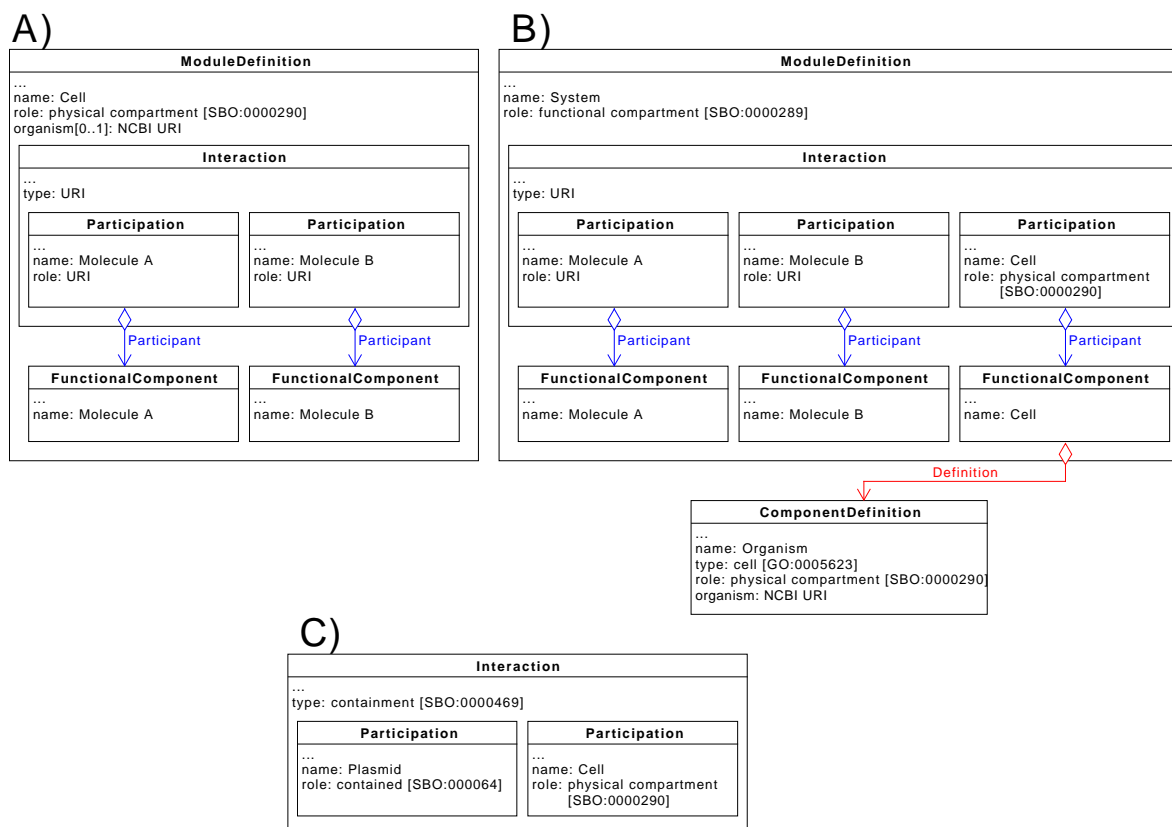 A)
ModuleDefinition
...
name: Cell
role: physical compartment [SBO:0000290]
organism[0..1]: NCBI URI
Interaction
...
type: URI
Participation
...
name: Molecule A
role: URI
Participation
...
name: Molecule B
role: URI
Participant
Participant
FunctionalComponent
...
name: Molecule A
FunctionalComponent
...
name: Molecule B
B)
ModuleDefinition
...
name: System
role: functional compartment [SBO:0000289]
Interaction
...
type: URI
Participation
...
name: Molecule A
role: URI
Participation
...
name: Molecule B
role: URI
Participation
...
name: Cell
role: physical compartment
[SBO:0000290]
Participant
Participant
Participant
FunctionalComponent
...
name: Molecule A
FunctionalComponent
...
name: Molecule B
FunctionalComponent
...
name: Cell
Definition
ComponentDefinition
...
name: Organism
type: cell [GO:0005623]
role: physical compartment [SBO:0000290]
organism: NCBI URI
C)
Interaction
...
type: containment [SBO:0000469]
Participation
...
name: Plasmid
role: contained [SBO:000064]
Participation
...
name: Cell
role: physical compartment
[SBO:0000290]